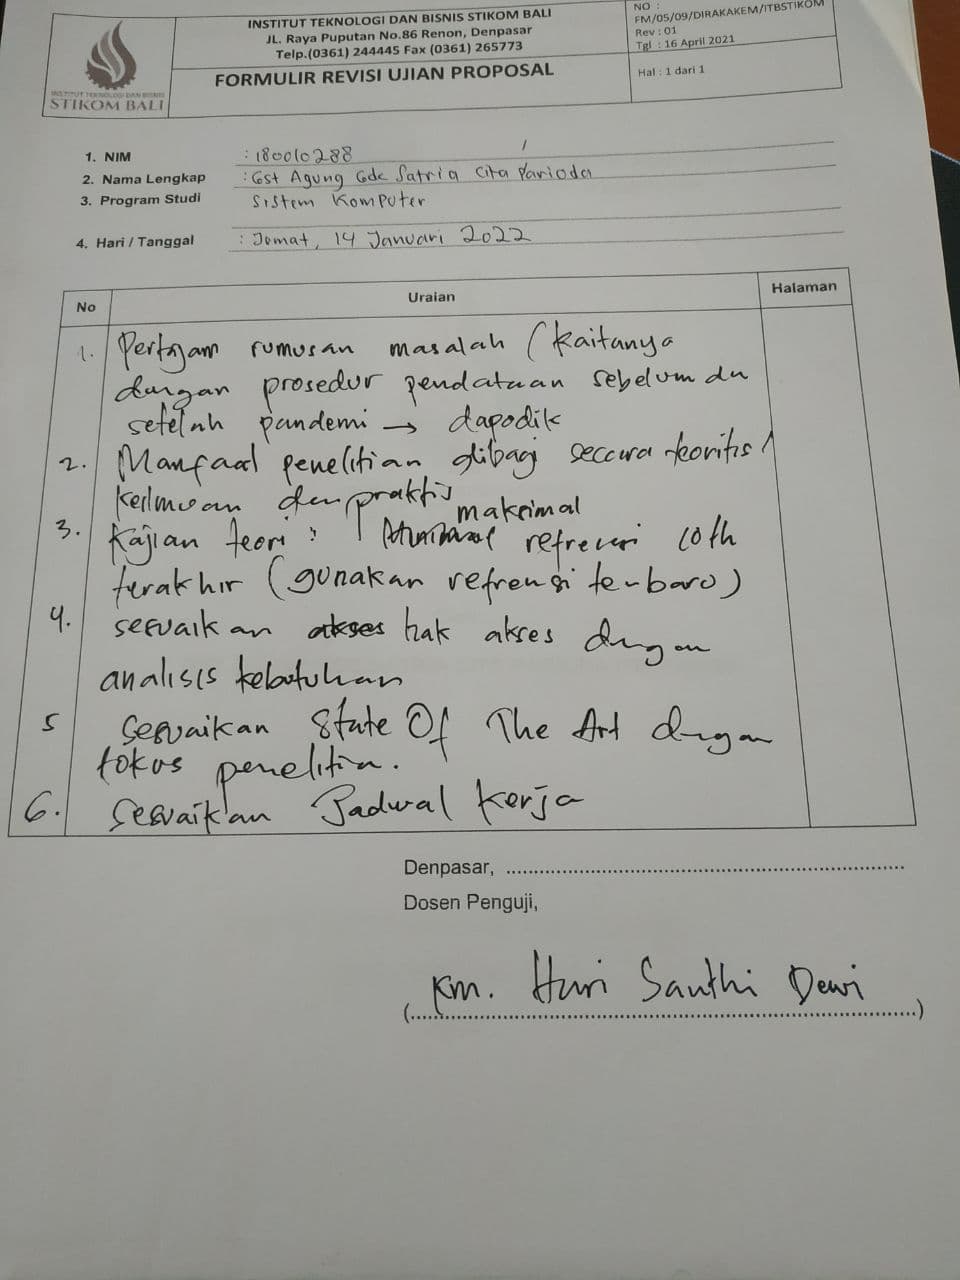 INSTITUT TEKNOLOGI DAN BISNIS
STIKOM BALI
INSTITUT TEKNOLOGI DAN BISNIS STIKOM BALI
JL. Raya Puputan No.86 Renon, Denpasar
Telp.(0361) 244445 Fax (0361) 265773
FORMULIR REVISI UJIAN PROPOSAL
NO :
FM/05/09/DIRAKAKEM/ITBSTIKOM
Rev : 01
Tgl : 16 April 2021
Hal : 1 dari 1
1. NIM : 180010288
2. Nama Lengkap : Gst Agung Gde Satria Cita
3. Program Studi Sistem Komputer
4. Hari / Tanggal : Jumat, 14 Januari 2022
No Uraian Halaman
1. Pertajam rumusan masalah (kaitanya
dengan prosedur pendataan sebelum dan
setelah pandemi → dapodik
2. Manfaat penelitian dibagi secara teoritis /
keilmuan dan praktis
3. Kajian teori : maksimal refrensi 10 th
terakhir (gunakan refrensi terbaru)
4. sesuaikan akses hak akses dengan
analisis kebutuhan
5 Sesuaikan State Of The Art dengan
fokus penelitian.
6. Sesuaikan Jadwal Kerja
Denpasar, ....................
Dosen Penguji,
Km. Hari Santhi Dewi
(....................)